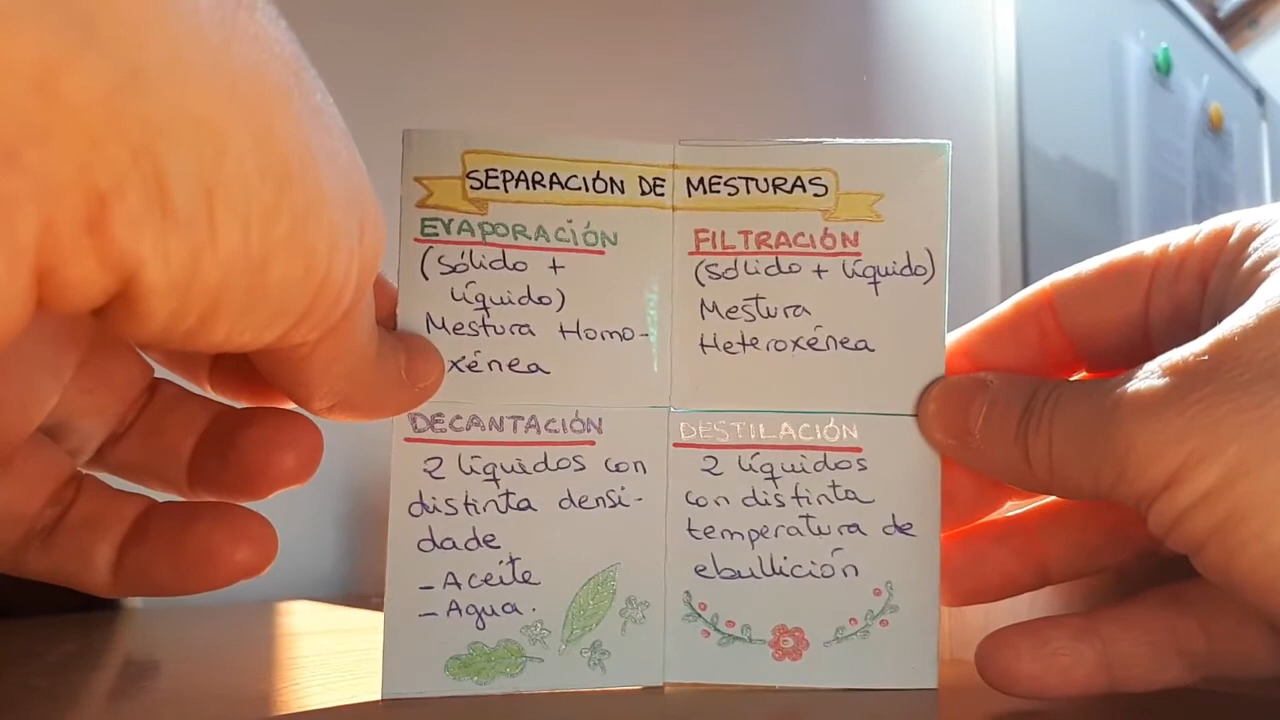 SEPARACIÓN DE MESTURAS
EVAPORACIÓN
(Sólido +
líquido)
Mestura Homo-
xénea
FILTRACIÓN
(Sólido + líquido)
Mestura
Heteroxénea
DECANTACIÓN
2 líquidos con
distinta densi-
dade
- Aceite
- Agua.
DESTILACIÓN
2 líquidos
con distinta
temperatura de
ebullición